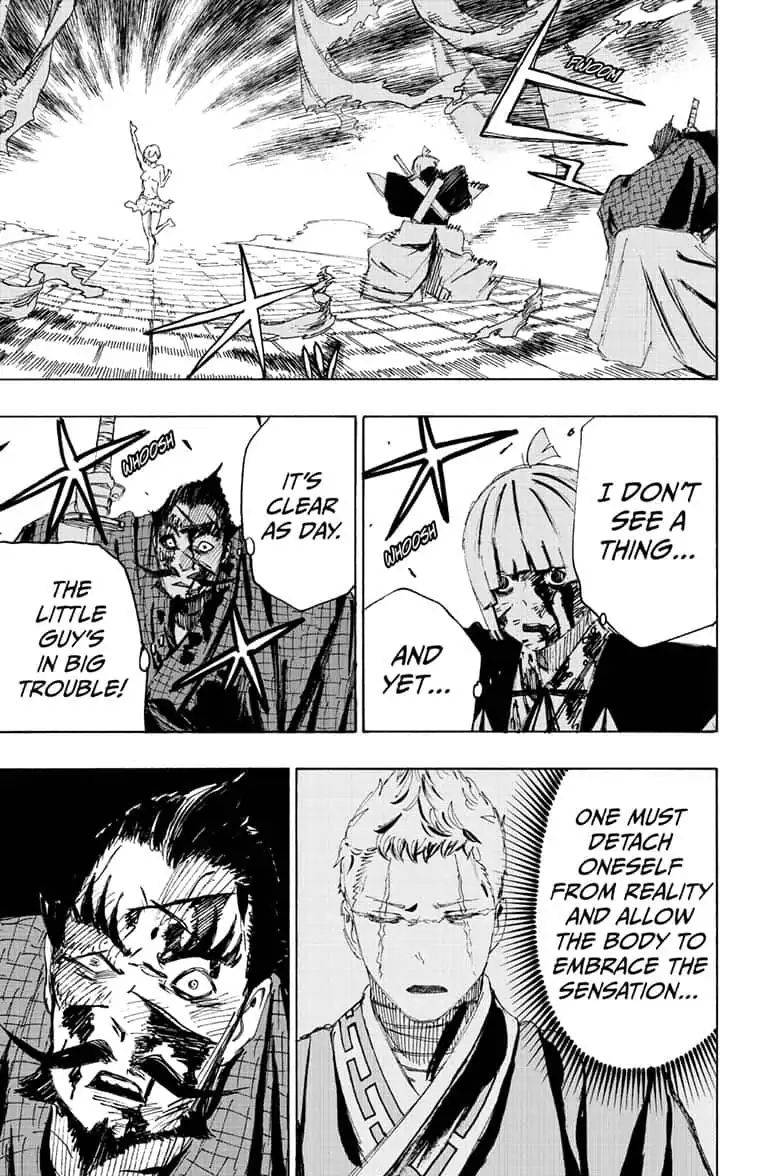 FWOOM
I DON'T
SEE A
THING...
WHOOSH
AND
YET...
IT'S
CLEAR
AS DAY.
WHOOSH
THE
LITTLE
GUY'S
IN BIG
TROUBLE!
ONE MUST
DETACH
ONESELF
FROM REALITY
AND ALLOW
THE BODY TO
EMBRACE THE
SENSATION...